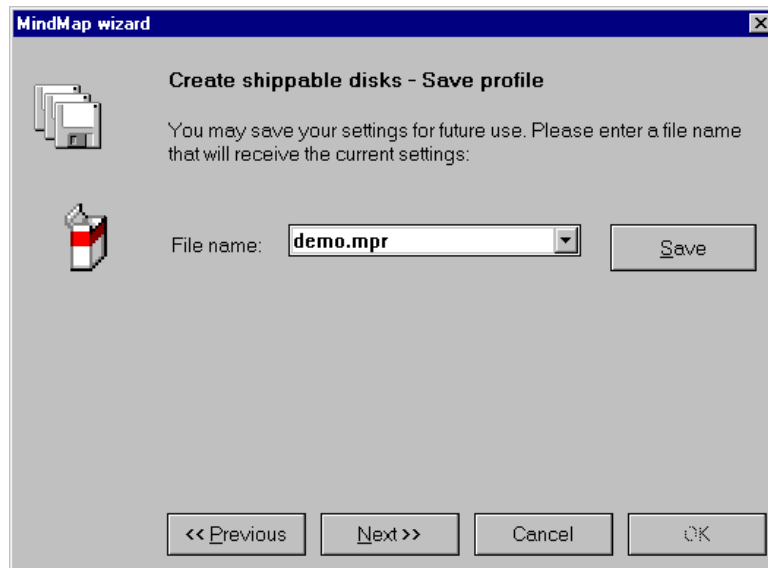 MindMap wizard
Create shippable disks - Save profile
You may save your settings for future use. Please enter a file name
that will receive the current settings:
File name: demo.mpr Save
<< Previous Next >> Cancel OK